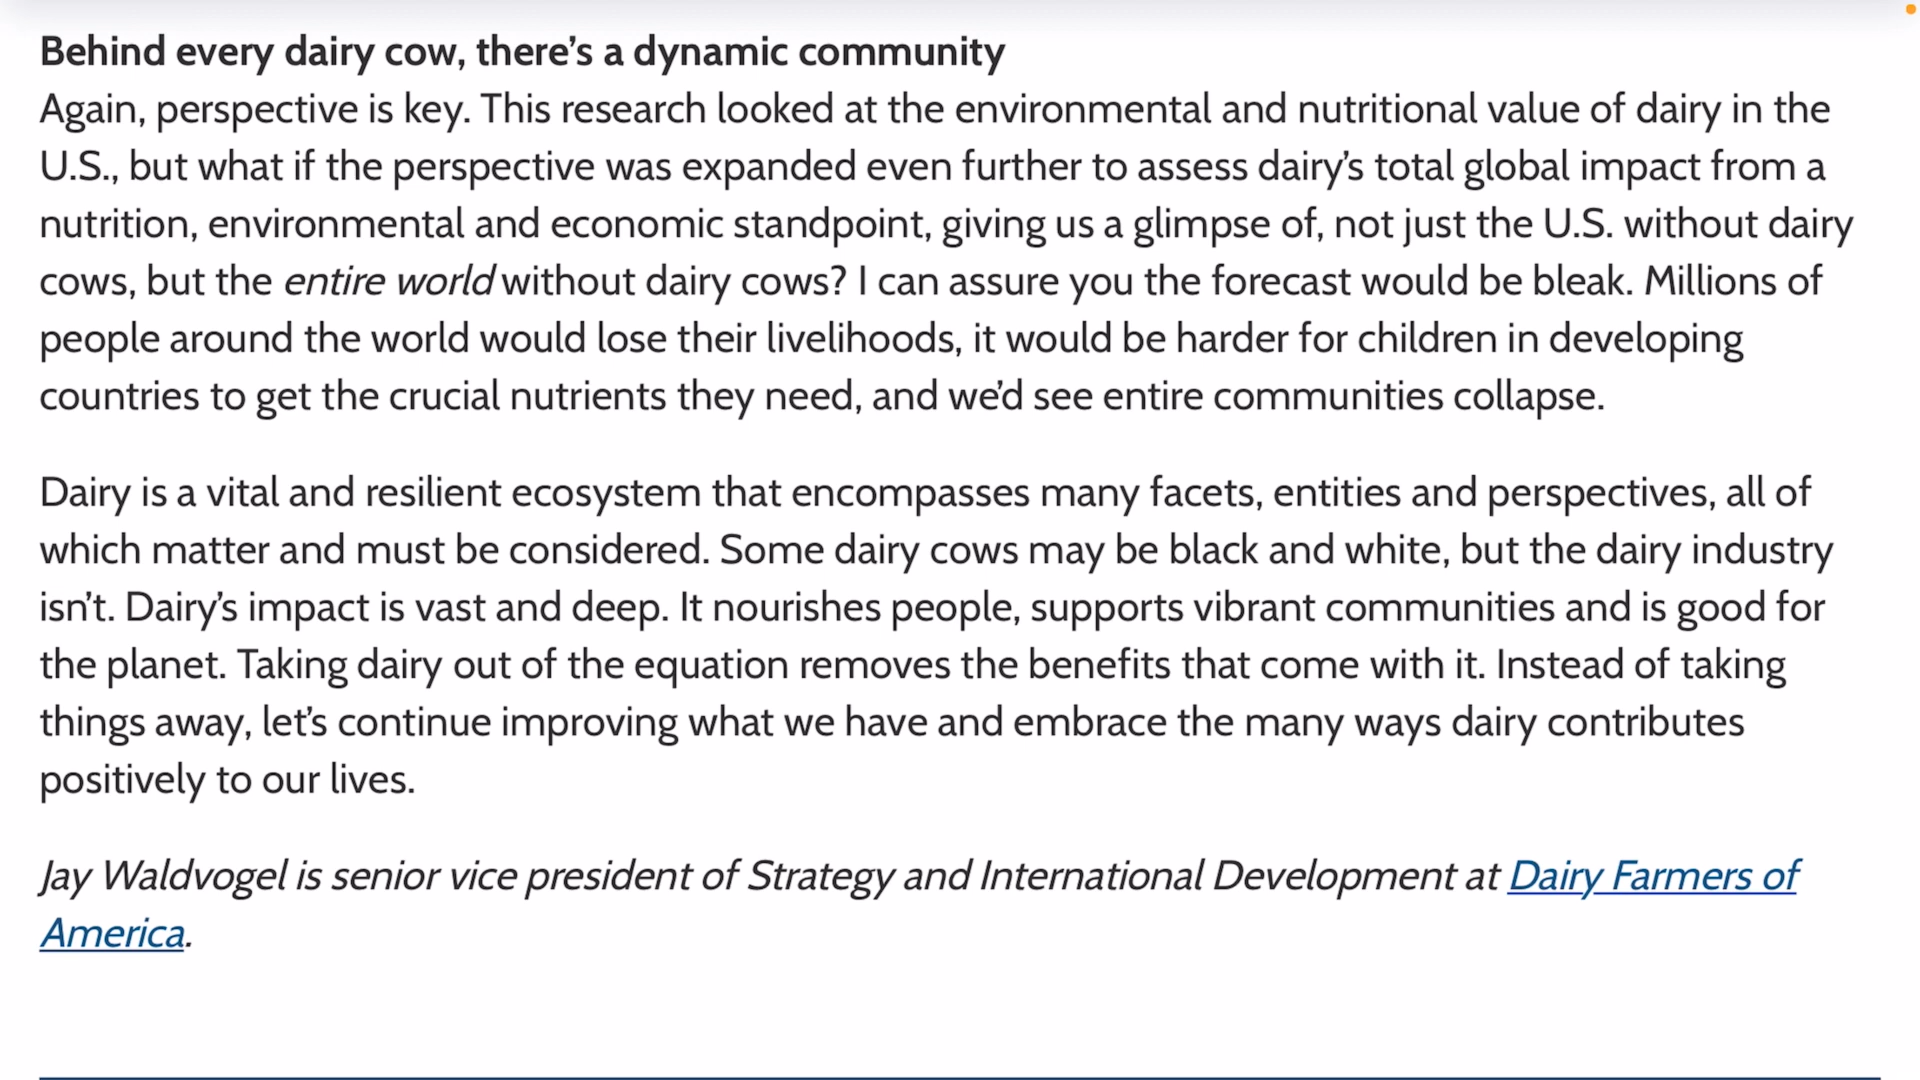 Behind every dairy cow, there’s a dynamic community
Again, perspective is key. This research looked at the environmental and nutritional value of dairy in the
U.S., but what if the perspective was expanded even further to assess dairy’s total global impact from a
nutrition, environmental and economic standpoint, giving us a glimpse of, not just the U.S. without dairy
cows, but the entire world without dairy cows? I can assure you the forecast would be bleak. Millions of
people around the world would lose their livelihoods, it would be harder for children in developing
countries to get the crucial nutrients they need, and we’d see entire communities collapse.
Dairy is a vital and resilient ecosystem that encompasses many facets, entities and perspectives, all of
which matter and must be considered. Some dairy cows may be black and white, but the dairy industry
isn’t. Dairy’s impact is vast and deep. It nourishes people, supports vibrant communities and is good for
the planet. Taking dairy out of the equation removes the benefits that come with it. Instead of taking
things away, let’s continue improving what we have and embrace the many ways dairy contributes
positively to our lives.
Jay Waldvogel is senior vice president of Strategy and International Development at Dairy Farmers of
America.